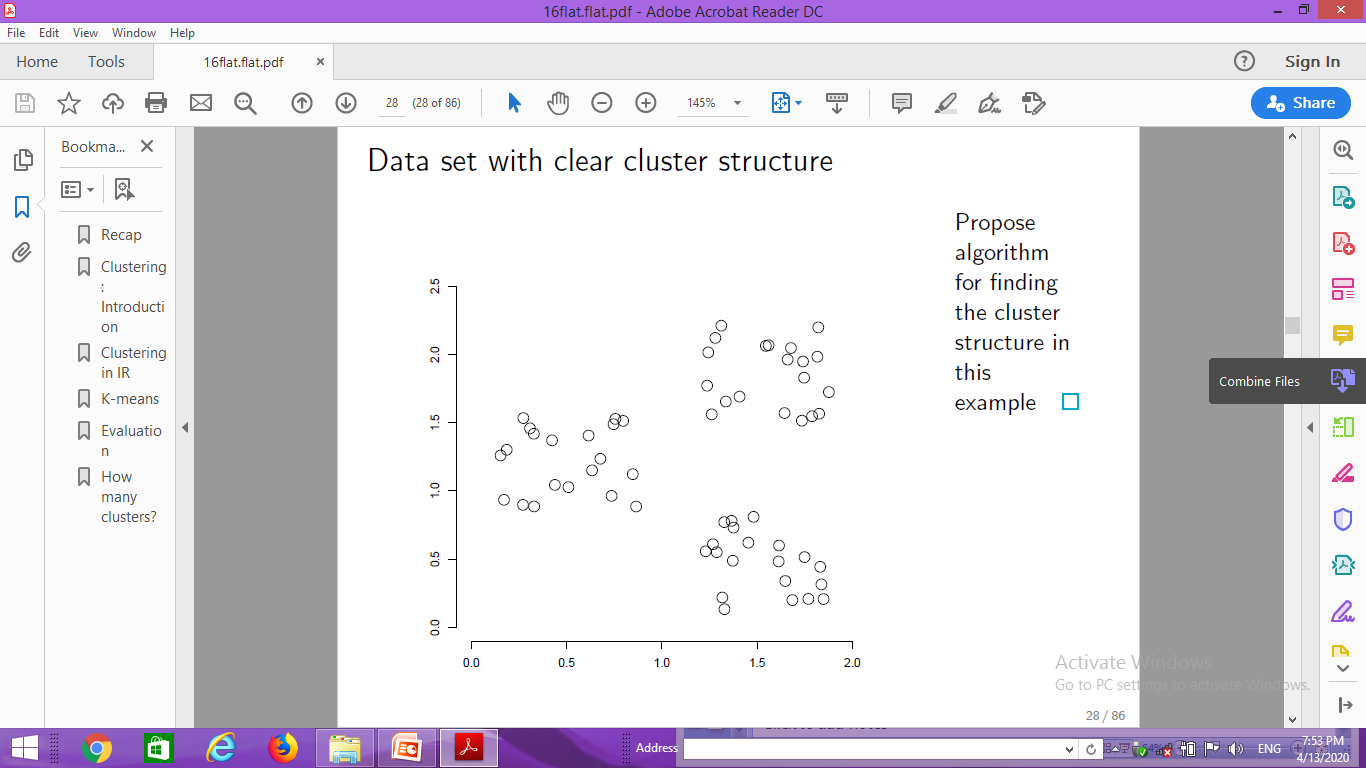 16flat.flat.pdf - Adobe Acrobat Reader DC
File Edit View Window Help
Home Tools 16flat.flat.pdf Sign In
28 (28 of 86) 145% Share
Bookma...
Recap
Clustering
:
Introducti
on
Clustering
in IR
K-means
Evaluatio
n
How
many
clusters?
Data set with clear cluster structure
Propose
algorithm
for finding
the cluster
structure in
this
example
2.5
2.0
1.5
1.0
0.5
0.0
0.0 0.5 1.0 1.5 2.0
Combine Files
Activate Windows
Go to PC settings to activate Windows.
28 / 86
Address
ENG
7:53 PM
4/13/2020